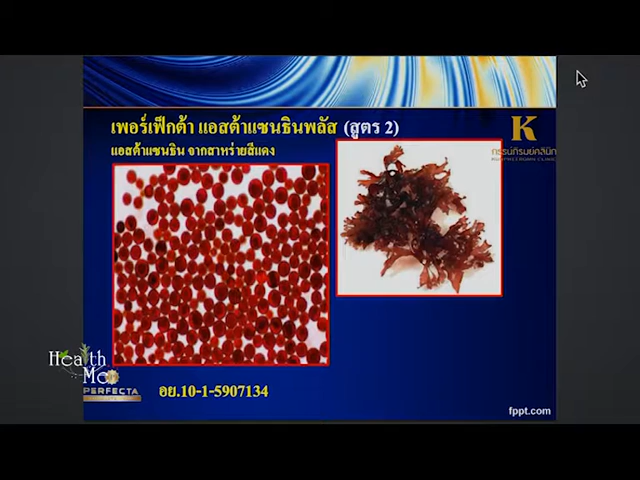 เพอร์เฟ็กต้า แอสต้าแซนธินพลัส (สูตร 2)
แอสต้าแซนธิน จากสาหร่ายสีแดง
K
Health
Me
PERFECTA
อย.10-1-5907134
fppt.com